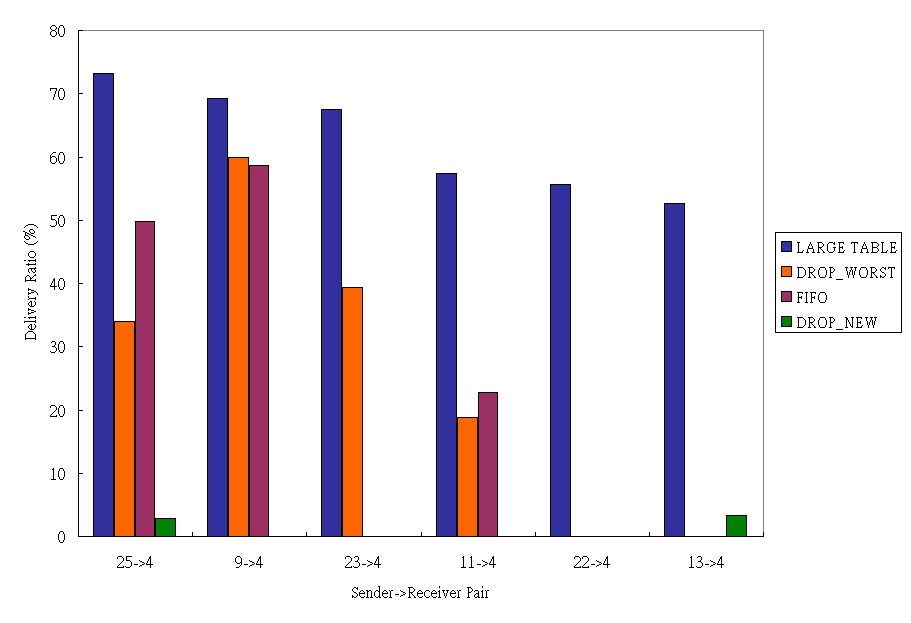 80
70
60
50
40
30
20
10
0
Delivery Ratio (%)
25->4 9->4 23->4 11->4 22->4 13->4
Sender->Receiver Pair
LARGE TABLE
DROP_WORST
FIFO
DROP_NEW